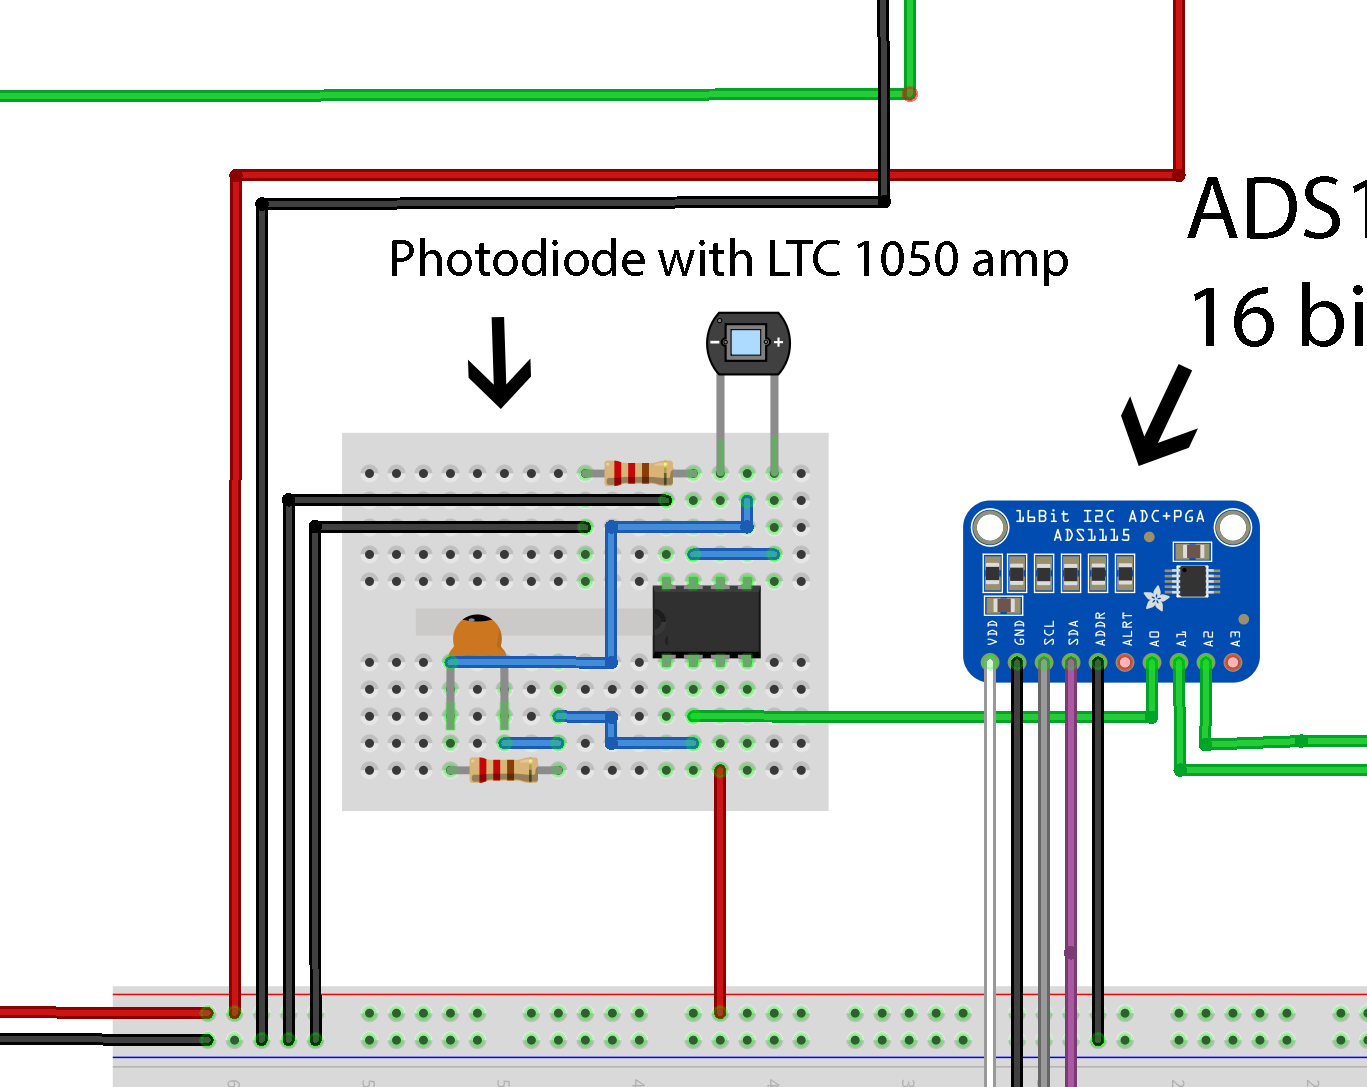 ADS1
Photodiode with LTC 1050 amp
16 bi
- +
16Bit I2C ADC+PGA
ADS1115
VDD GND SCL SDA ADDR ALRT A0 A1 A2 A3